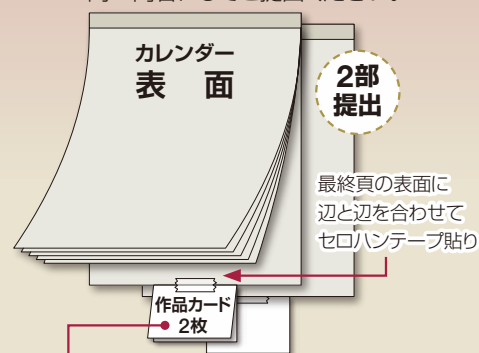 カレンダー
表 面
2部
提出
最終頁の表面に
辺と辺を合わせて
セロハンテープ貼り
作品カード
2枚